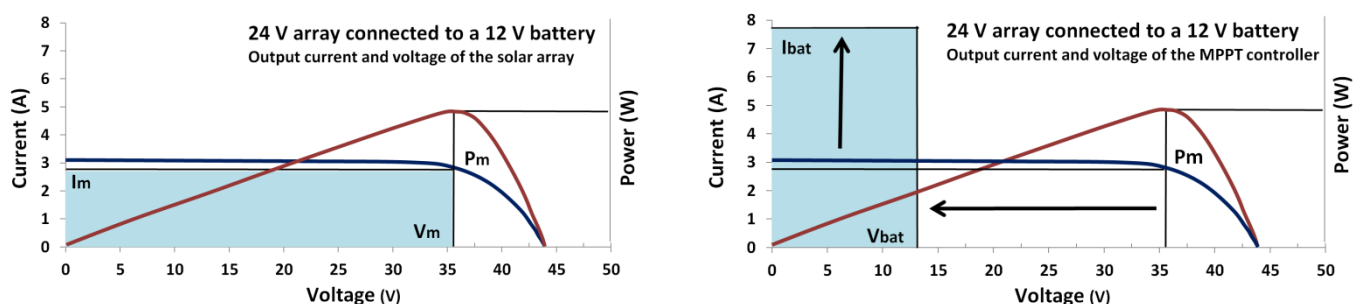 24 V array connected to a 12 V battery
Output current and voltage of the solar array
Current (A)
8
7
6
5
4
3
2
1
0
Im
Vm
Pm
Power (W)
0 5 10 15 20 25 30 35 40 45 50
Voltage (V)
24 V array connected to a 12 V battery
Output current and voltage of the MPPT controller
Current (A)
8
7
6
5
4
3
2
1
0
Ibat
Vbat
Pm
Power (W)
0 5 10 15 20 25 30 35 40 45 50
Voltage (V)